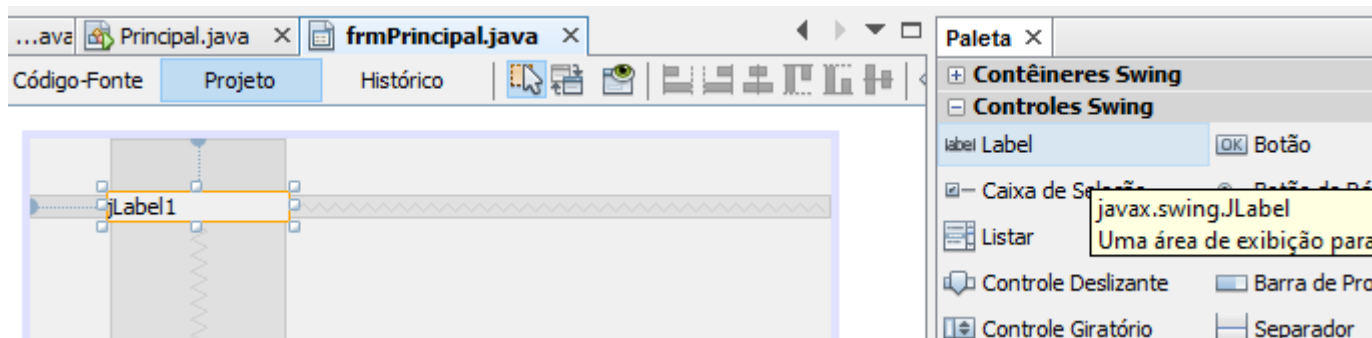 ...ava Principal.java frmPrincipal.java
Paleta
Código-Fonte Projeto Histórico
Contêineres Swing
Controles Swing
label Label OK Botão
Caixa de
javax.swing.JLabel
jLabel1
Listar Uma área de exibição para
Controle Deslizante Barra de Pro
Controle Giratório Separador